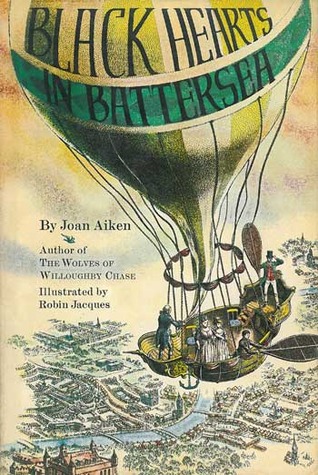 BLACK HEARTS
IN BATTERSEA
By Joan Aiken
Author of
THE WOLVES OF
WILLOUGHBY CHASE
Illustrated by
Robin Jacques